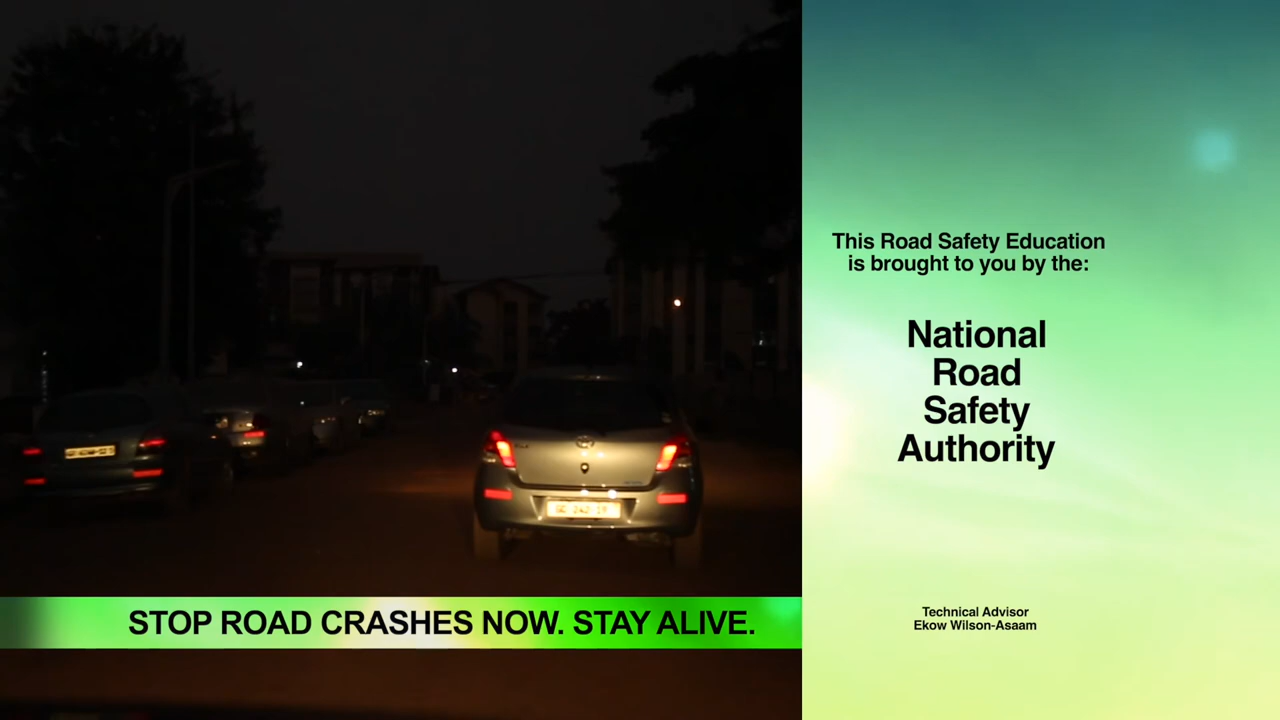 STOP ROAD CRASHES NOW. STAY ALIVE.
This Road Safety Education
is brought to you by the:
National
Road
Safety
Authority
Technical Advisor
Ekow Wilson-Asaam